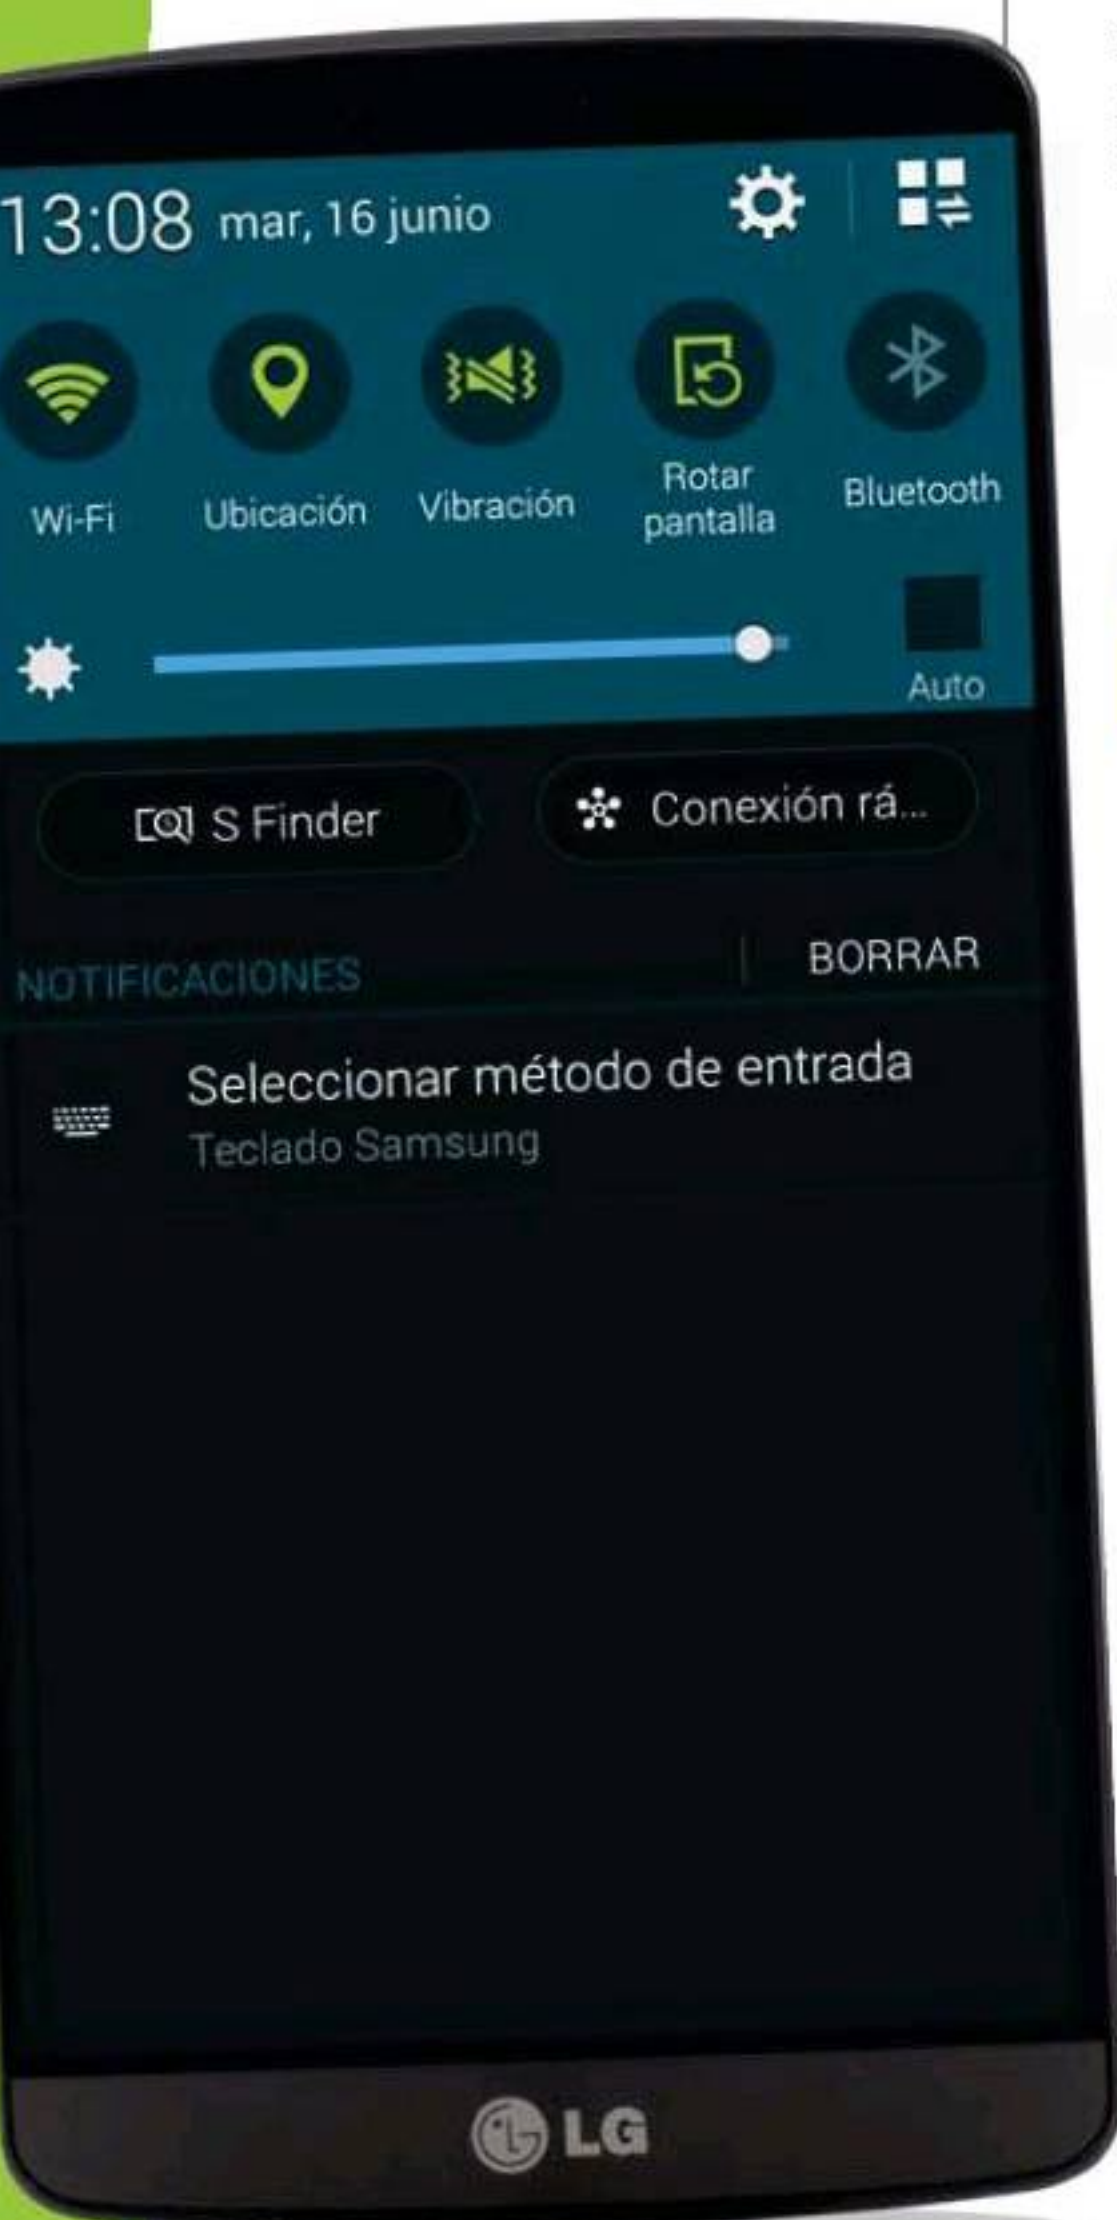 13:08 mar, 16 junio
Wi-Fi Ubicación Vibración Rotar pantalla Bluetooth
Auto
S Finder Conexión rá...
NOTIFICACIONES BORRAR
Seleccionar método de entrada
Teclado Samsung
LG